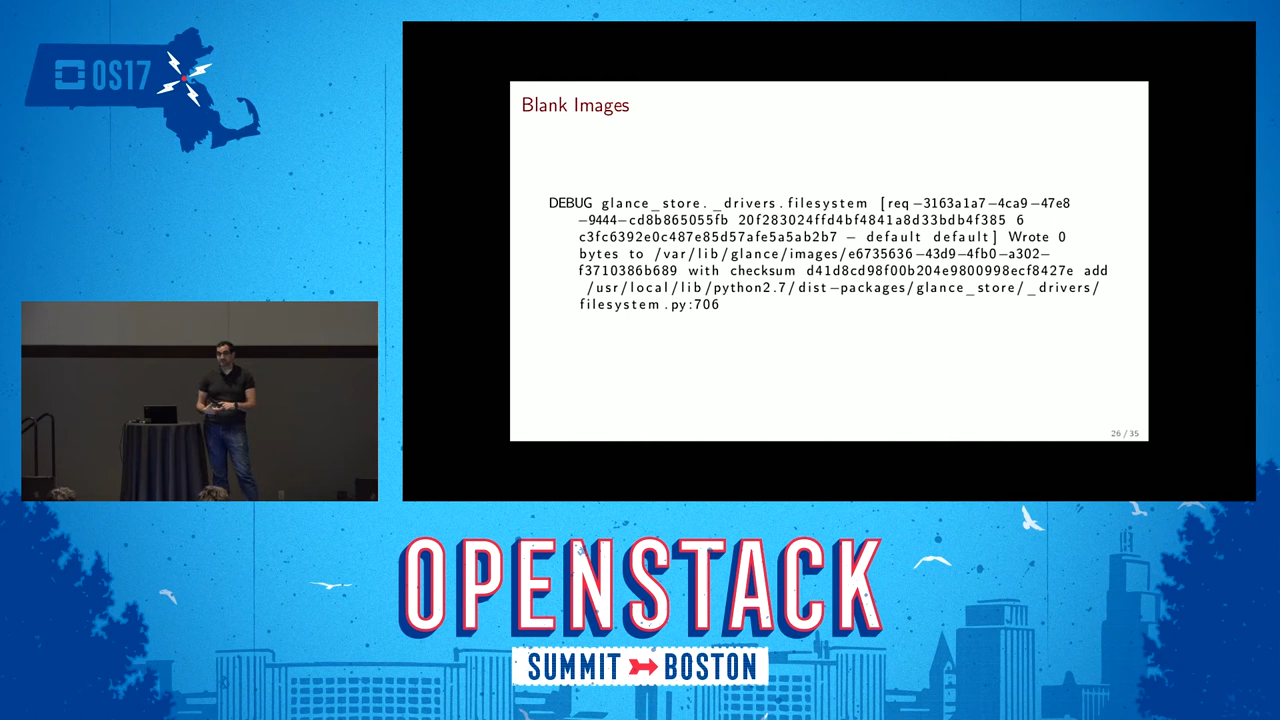 OS17
Blank Images
DEBUG glance_store._drivers.filesystem [req-3163a1a7-4ca9-47e8
-9444-cd8b865055fb 20f283024ffd4bf4841a8d33bdb4f385 6
c3fc6392e0c487e85d57afe5a5ab2b7 - default default] Wrote 0
bytes to /var/lib/glance/images/e6735636-43d9-4fb0-a302-
f3710386b689 with checksum d41d8cd98f00b204e9800998ecf8427e add
/usr/local/lib/python2.7/dist-packages/glance_store/_drivers/
filesystem.py:706
26 / 35
OPENSTACK
SUMMIT BOSTON